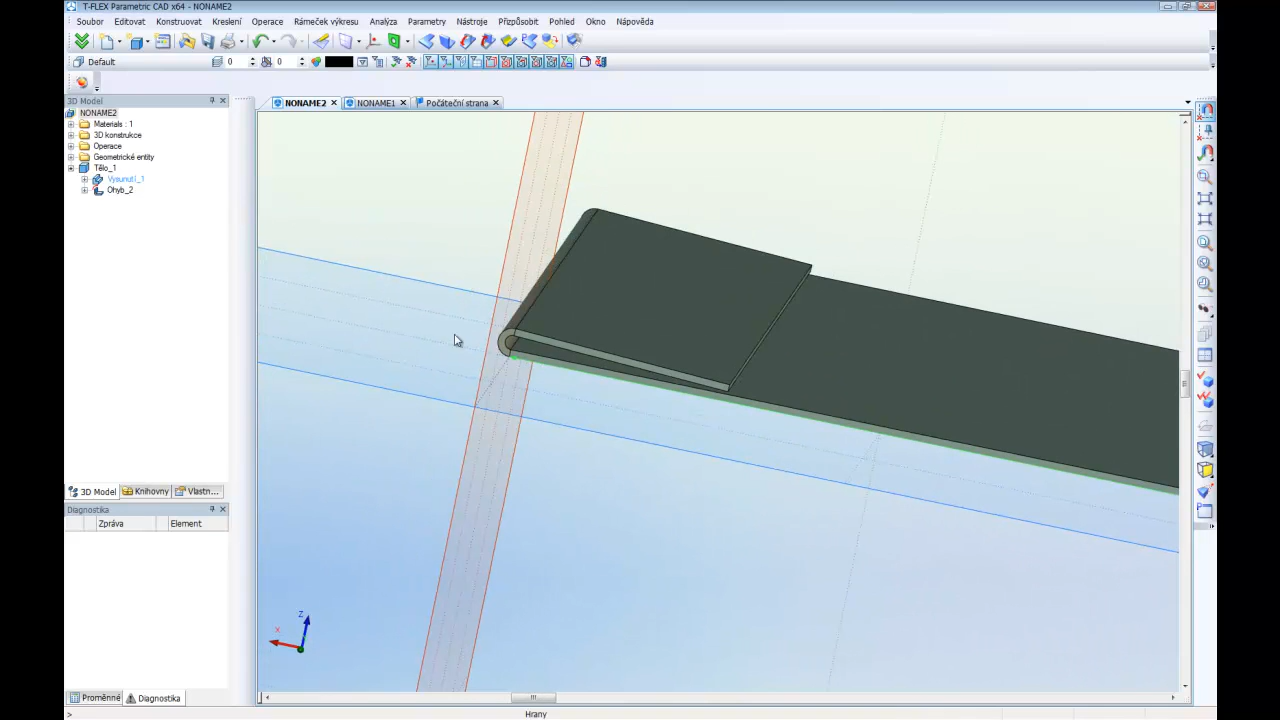 T-FLEX Parametric CAD x64 - NONAME2
Soubor Editovat Konstruovat Kreslení Operace Rámeček výkresu Analýza Parametry Nástroje Přizpůsobit Pohled Okno Nápověda
Default 0 0
3D Model
NONAME2 NONAME1 Počáteční strana
NONAME2
Materials : 1
3D konstrukce
Operace
Geometrické entity
Tělo_1
Vysunutí_1
Ohyb_2
3D Model Knihovny Vlastn...
Diagnostika
Zpráva Element
Z
X
Proměnné Diagnostika
> Hrany